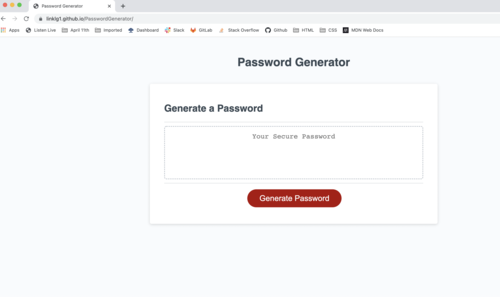 Password Generator
linklg1.github.io/PasswordGenerator/
Apps Listen Live April 11th Imported Dashboard Slack GitLab Stack Overflow Github HTML CSS MDN Web Docs
Password Generator
Generate a Password
Your Secure Password
Generate Password